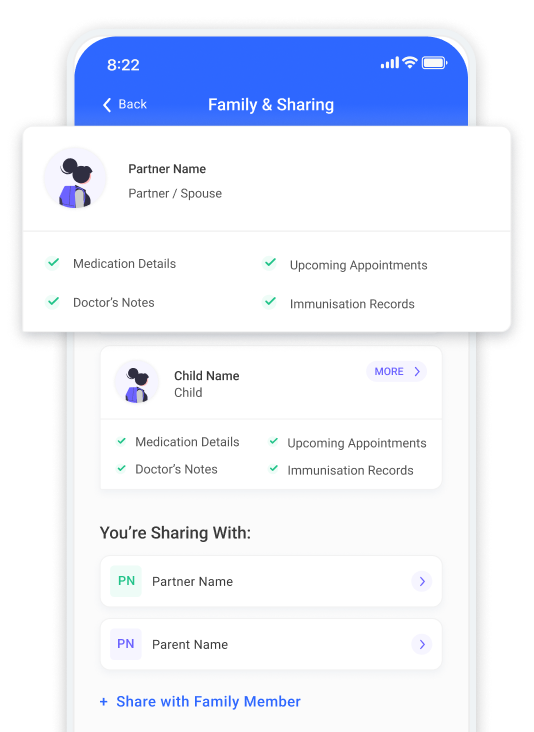 8:22
Back
Family & Sharing
Partner Name
Partner / Spouse
Medication Details
Upcoming Appointments
Doctor's Notes
Immunisation Records
Child Name
MORE
Child
Medication Details
Upcoming Appointments
Doctor's Notes
Immunisation Records
You're Sharing With:
PN Partner Name
PN Parent Name
+ Share with Family Member